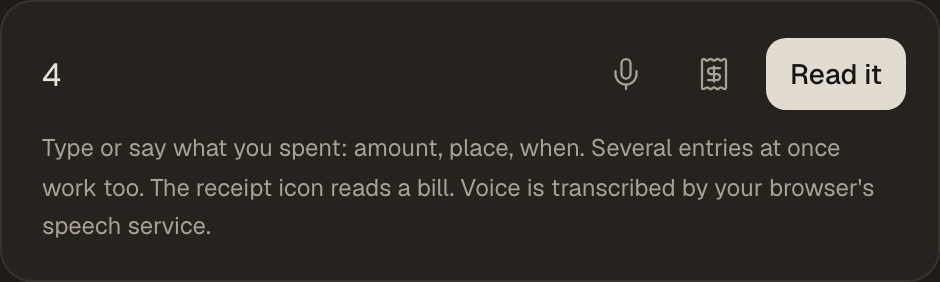 4
Read it
Type or say what you spent: amount, place, when. Several entries at once
work too. The receipt icon reads a bill. Voice is transcribed by your browser's
speech service.